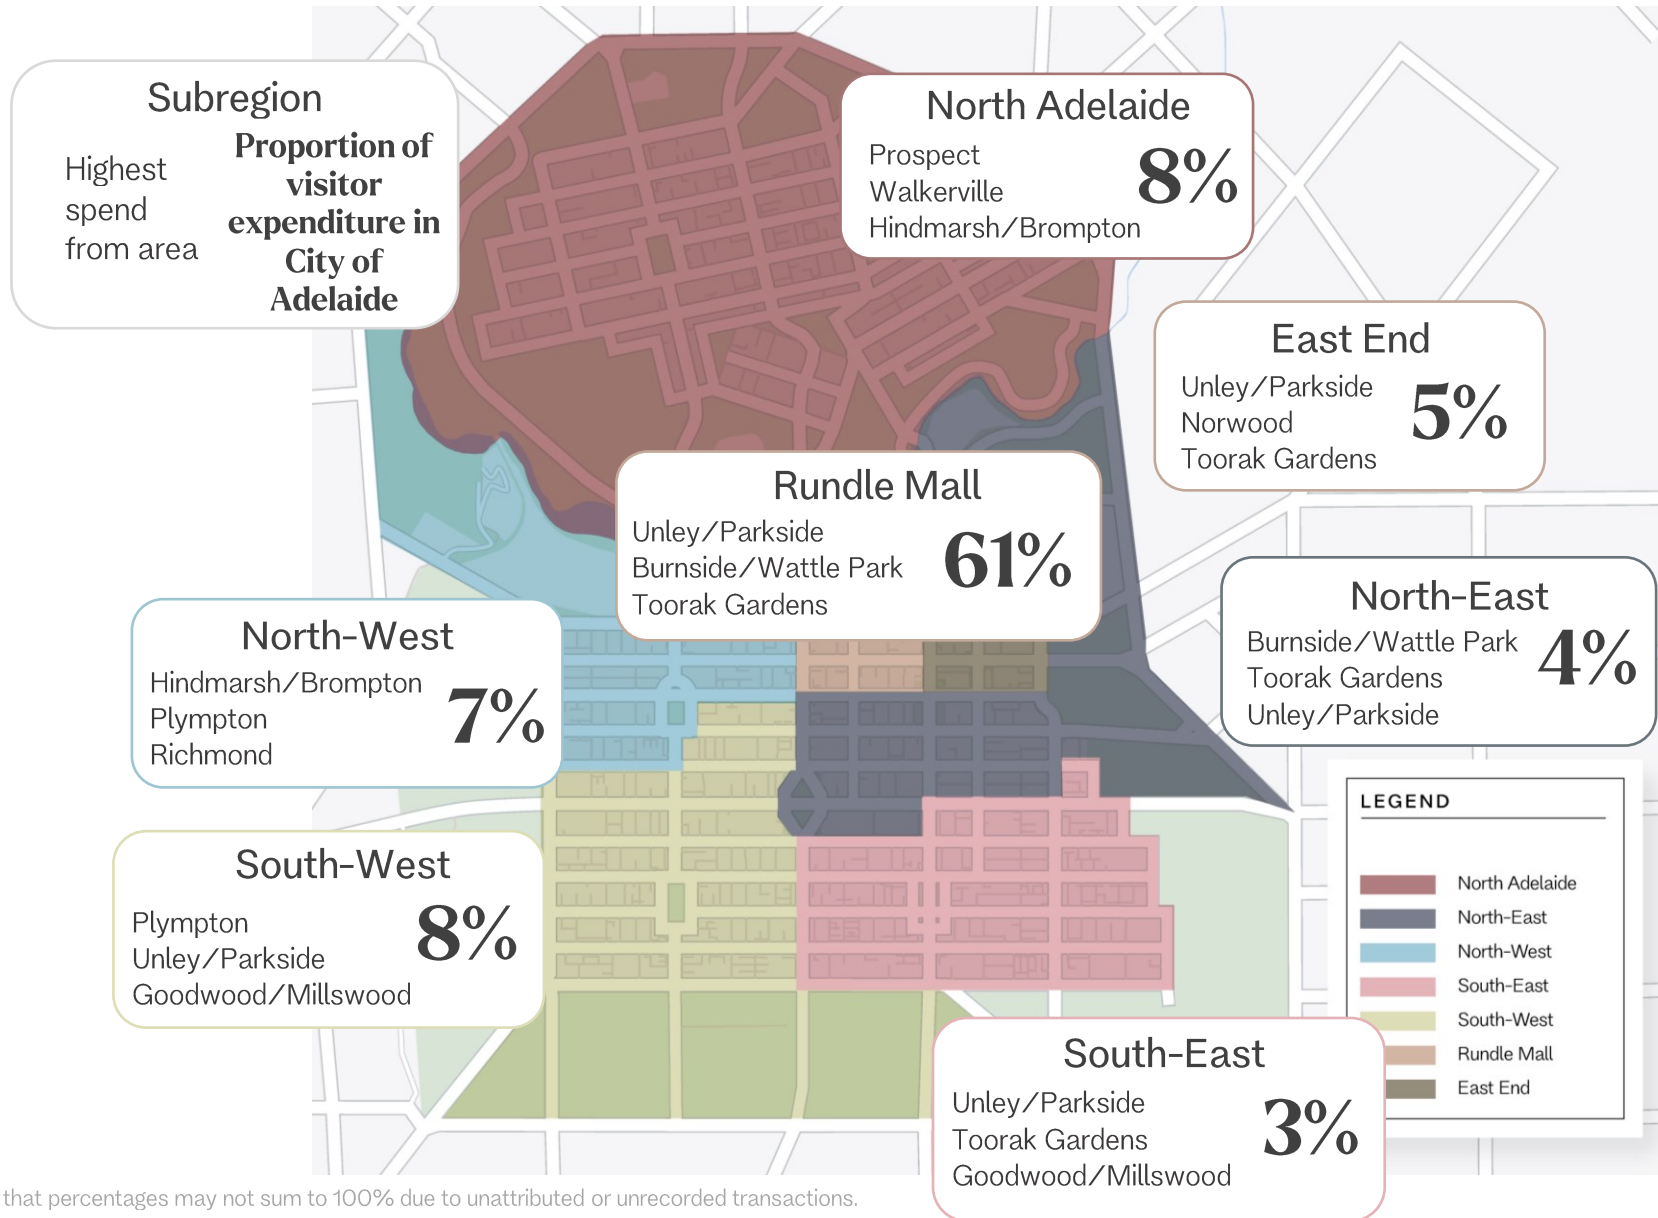 Subregion
Highest
spend
from area
Proportion of
visitor
expenditure in
City of
Adelaide
North Adelaide
Prospect
Walkerville
Hindmarsh/Brompton
8%
East End
Unley/Parkside
Norwood
Toorak Gardens
5%
Rundle Mall
Unley/Parkside
Burnside/Wattle Park
Toorak Gardens
61%
North-East
Burnside/Wattle Park
Toorak Gardens
Unley/Parkside
4%
North-West
Hindmarsh/Brompton
Plympton
Richmond
7%
South-West
Plympton
Unley/Parkside
Goodwood/Millswood
8%
South-East
Unley/Parkside
Toorak Gardens
Goodwood/Millswood
3%
LEGEND
North Adelaide
North-East
North-West
South-East
South-West
Rundle Mall
East End
that percentages may not sum to 100% due to unattributed or unrecorded transactions.